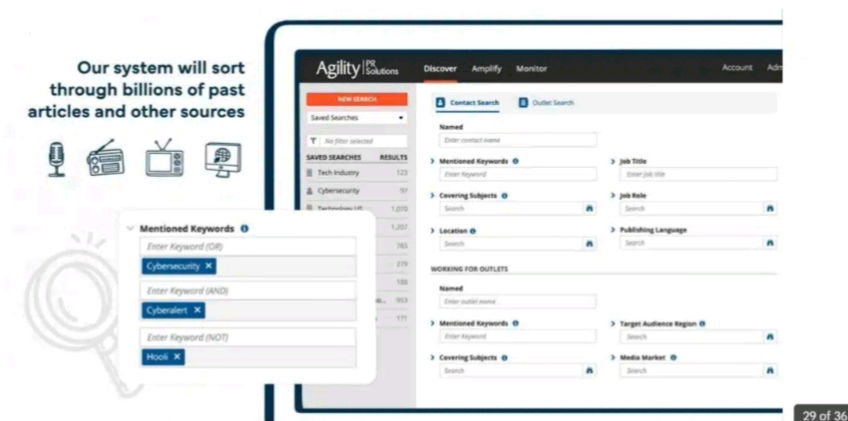 Our system will sort
through billions of past
articles and other sources
Mentioned Keywords
Enter Keyword (OR)
Cybersecurity ×
Enter Keyword (AND)
Cyberalert ×
Enter Keyword (NOT)
Hooli ×
Agility PR Solutions
Discover Amplify Monitor Account Adm
NEW SEARCH
Saved Searches
No filter selected
SAVED SEARCHES RESULTS
Tech Industry 123
Cybersecurity 97
Technology US 1,070
1,207
765
279
188
953
171
Contact Search Outlet Search
Named
Enter contact name
Mentioned Keywords Job Title
Enter Keyword Enter job title
Covering Subjects Job Role
Search Search
Location Publishing Language
Search Search
WORKING FOR OUTLETS
Named
Enter outlet name
Mentioned Keywords Target Audience Region
Enter Keyword Search
Covering Subjects Media Market
Search Search
29 of 36